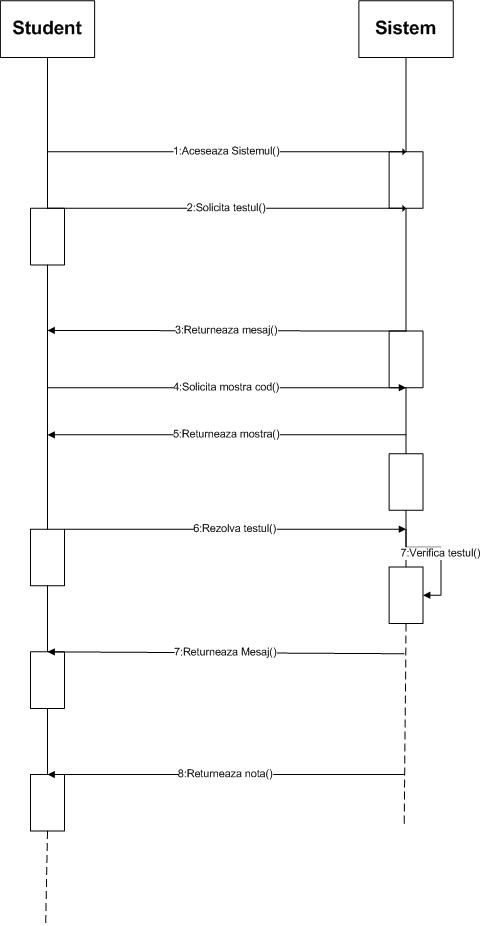 Student
Sistem
1:Aceseaza Sistemul()
2:Solicita testul()
3:Returneaza mesaj()
4:Solicita mostra cod()
5:Returneaza mostra()
6:Rezolva testul()
7:Verifica testul()
7:Returneaza Mesaj()
8:Returneaza nota()